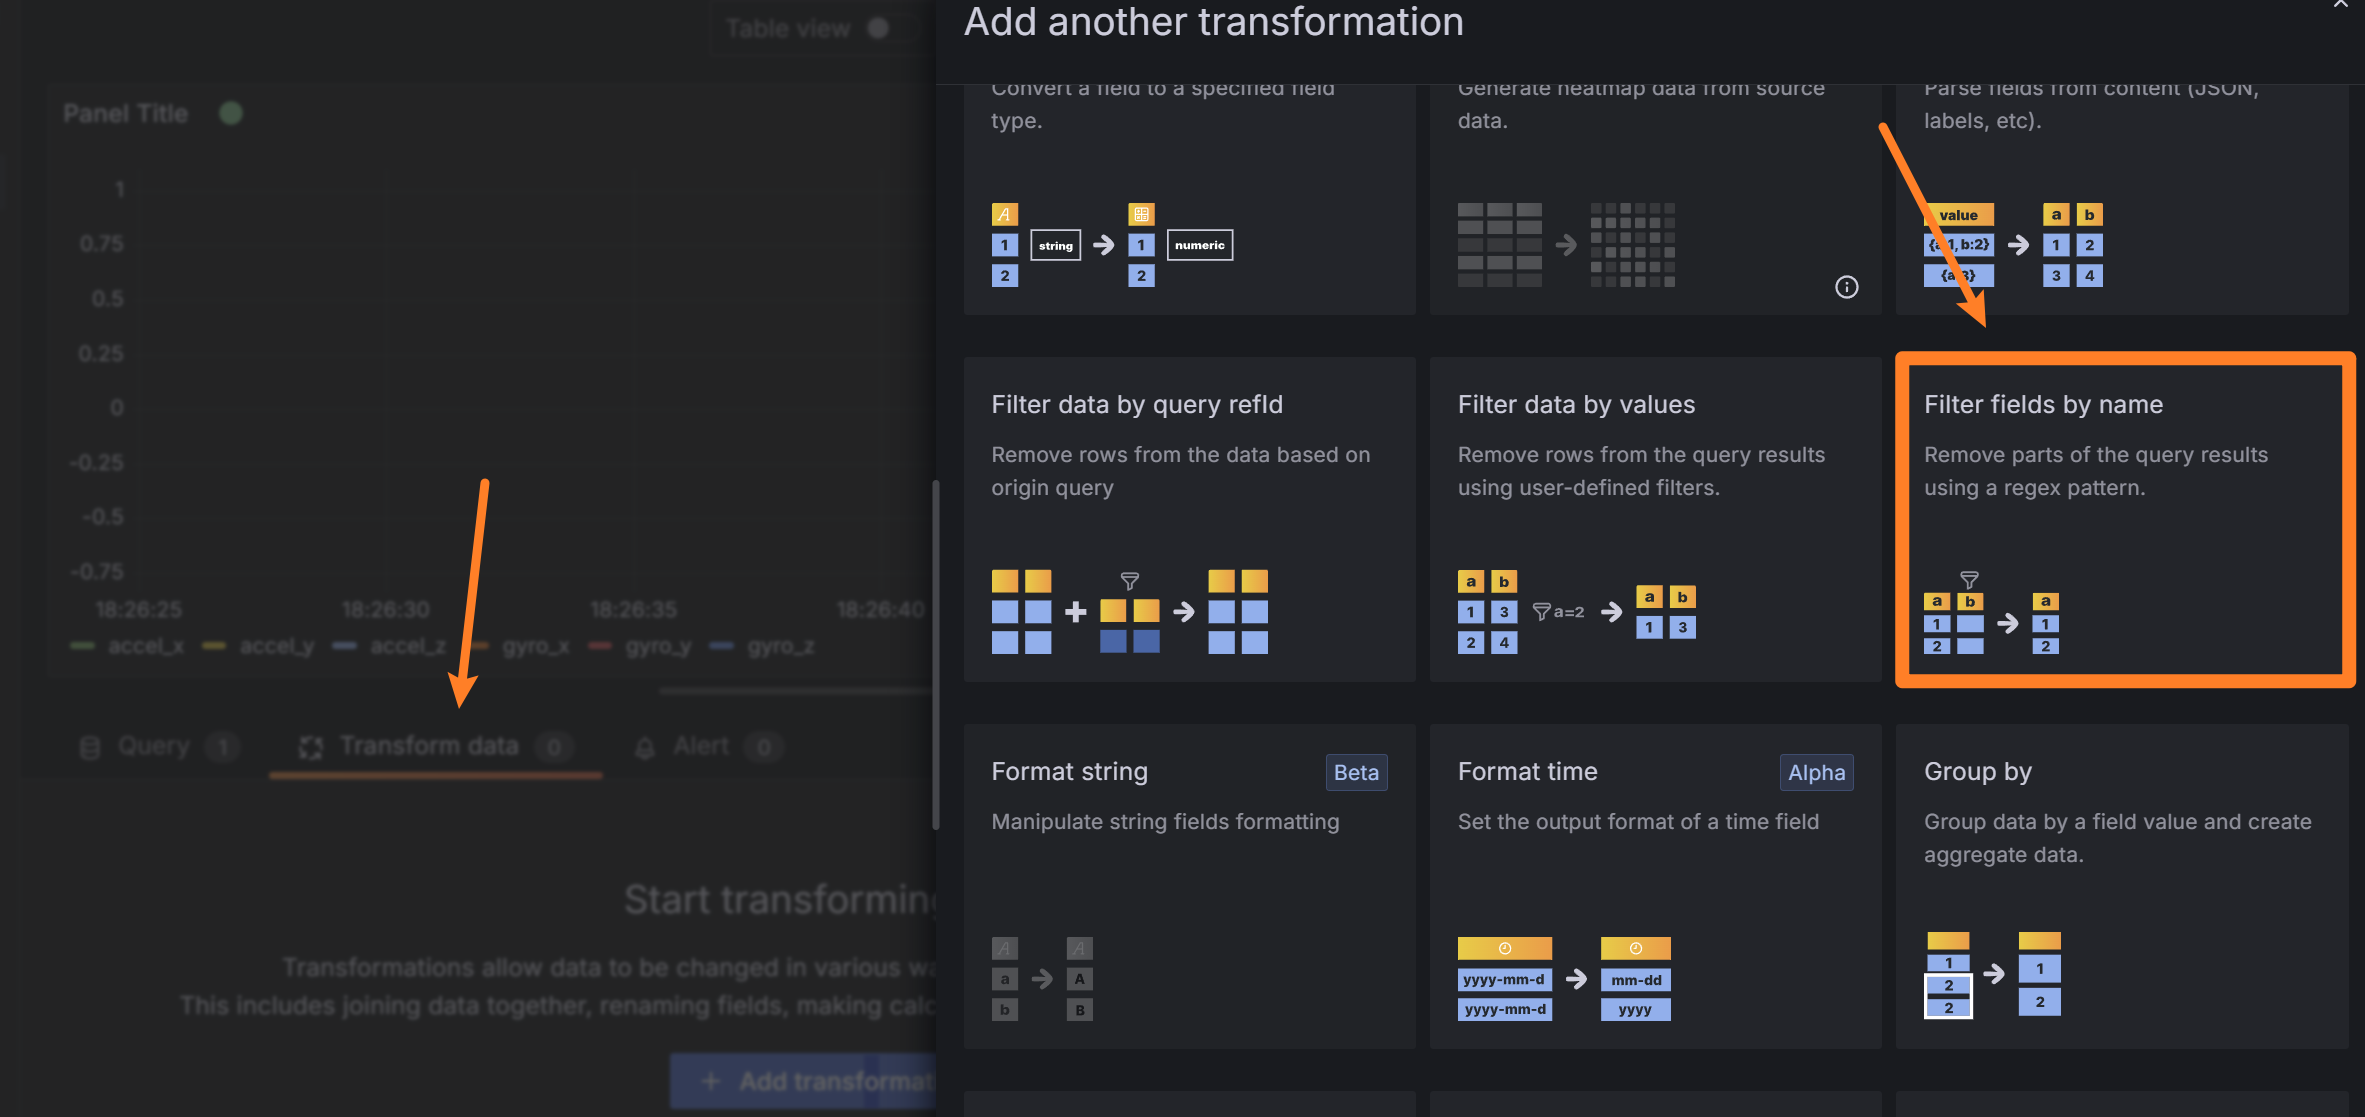 Table view
Panel Title
1
0.75
0.5
0.25
0
-0.25
-0.5
-0.75
18:26:25
18:26:30
18:26:35
18:26:40
accel_x
accel_y
accel_z
gyro_x
gyro_y
gyro_z
Query 1
Transform data 0
Alert 0
Start transforming
Transformations allow data to be changed in various wa
This includes joining data together, renaming fields, making calc
+ Add transformati
Add another transformation
Convert a field to a specified field
type.
A
1
2
string
1
2
numeric
Generate heatmap data from source
data.
Parse fields from content (JSON,
labels, etc).
value
a b
1 2
3 4
Filter data by query refId
Remove rows from the data based on
origin query
Filter data by values
Remove rows from the query results
using user-defined filters.
a b
1 3
2 4
a=2
a b
1 3
Filter fields by name
Remove parts of the query results
using a regex pattern.
a b
1
2
a
1
2
Format string
Beta
Manipulate string fields formatting
A
a
b
A
A
B
Format time
Alpha
Set the output format of a time field
yyyy-mm-d
yyyy-mm-d
mm-dd
yyyy
Group by
Group data by a field value and create
aggregate data.
1
2
2
1
2